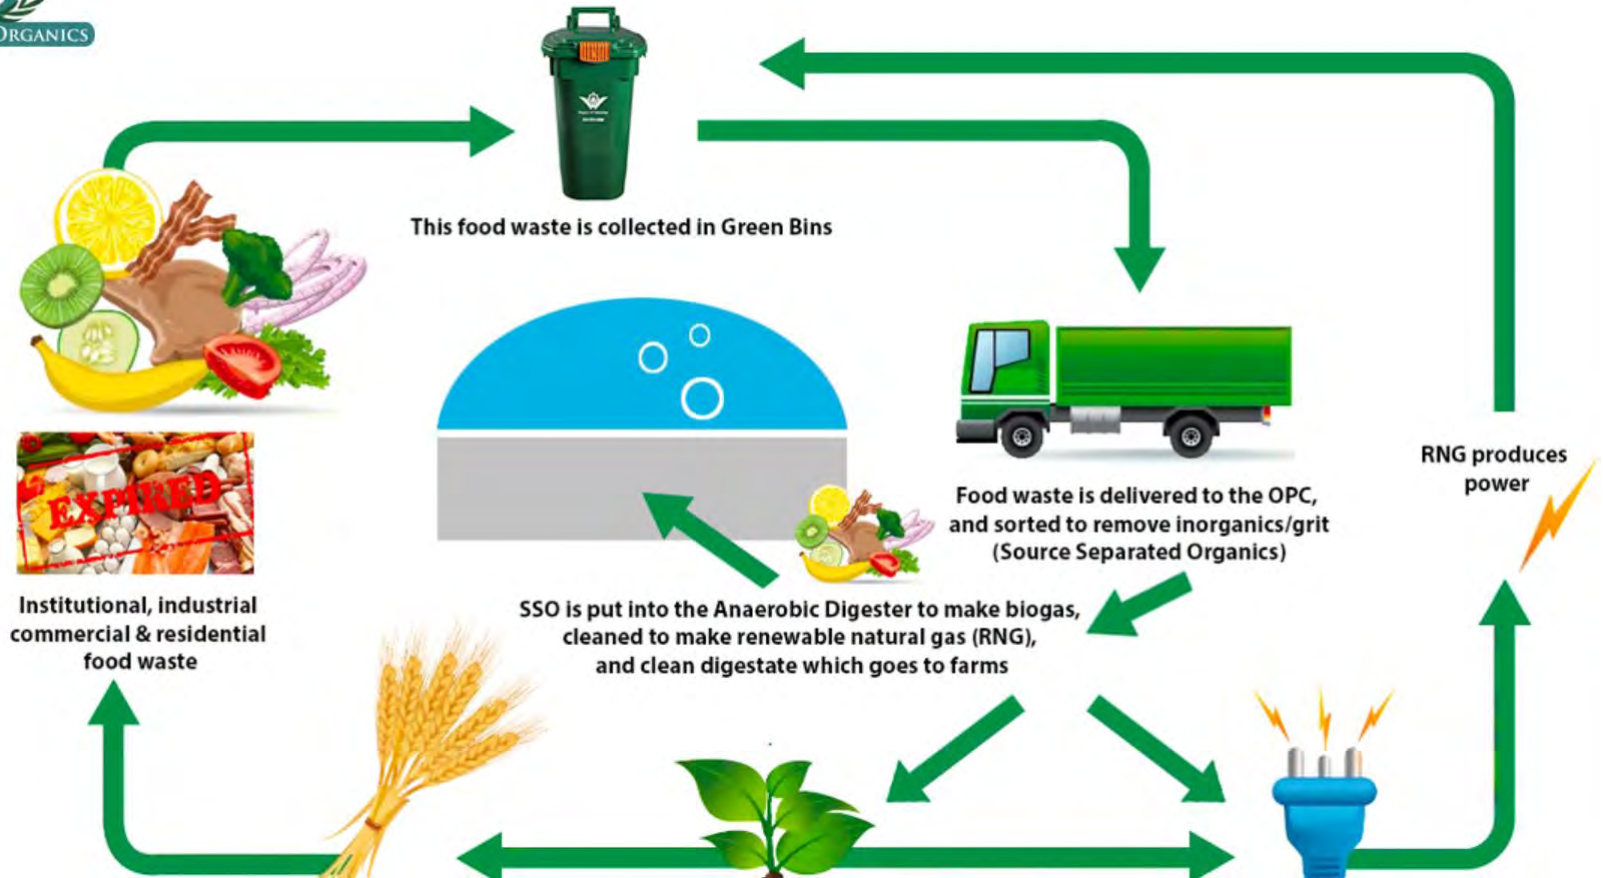 ORGANICS
This food waste is collected in Green Bins
EXPIRED
Institutional, industrial
commercial & residential
food waste
Food waste is delivered to the OPC,
and sorted to remove inorganics/grit
(Source Separated Organics)
RNG produces
power
SSO is put into the Anaerobic Digester to make biogas,
cleaned to make renewable natural gas (RNG),
and clean digestate which goes to farms